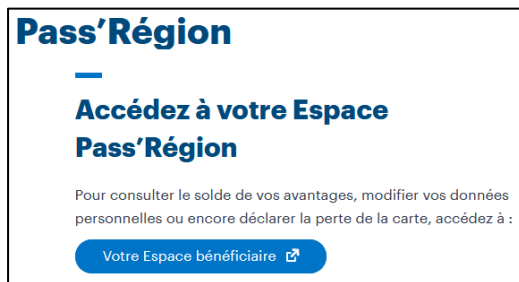 Pass’Région
Accédez à votre Espace
Pass’Région
Pour consulter le solde de vos avantages, modifier vos données
personnelles ou encore déclarer la perte de la carte, accédez à :
Votre Espace bénéficiaire